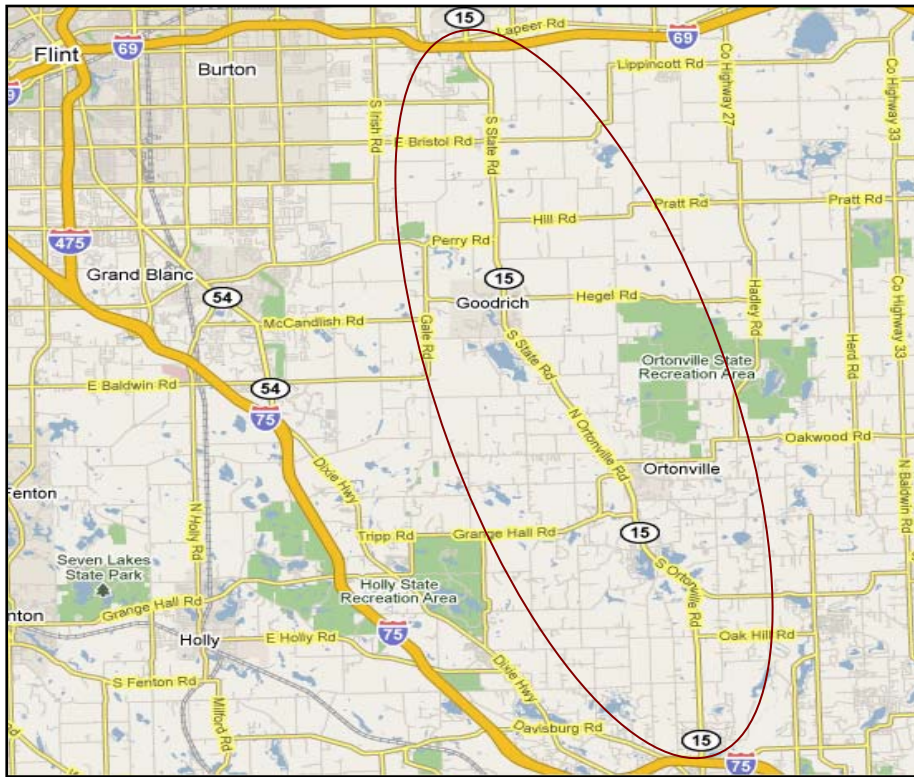 15
Lapeer Rd
69
69
Flint
Burton
Lippincott Rd
Co Highway 27
Co Highway 33
S Irish Rd
S State Rd
E Bristol Rd
Pratt Rd
Pratt Rd
Hill Rd
Perry Rd
475
Grand Blanc
15
54
Goodrich
Hegel Rd
Hadley Rd
Co Highway 33
McCandlish Rd
Gale Rd
S State Rd
Herd Rd
Ortonville State
Recreation Area
E Baldwin Rd
54
75
N Ortonville Rd
Oakwood Rd
Dixie Hwy
Ortonville
N Baldwin Rd
Fenton
N Holly Rd
Tripp Rd
Grange Hall Rd
15
Seven Lakes
State Park
Holly State
Recreation Area
S Ortonville Rd
Grange Hall Rd
nton
Holly
E Holly Rd
75
Oak Hill Rd
S Fenton Rd
Dixie Hwy
Milford Rd
Davisburg Rd
15
75